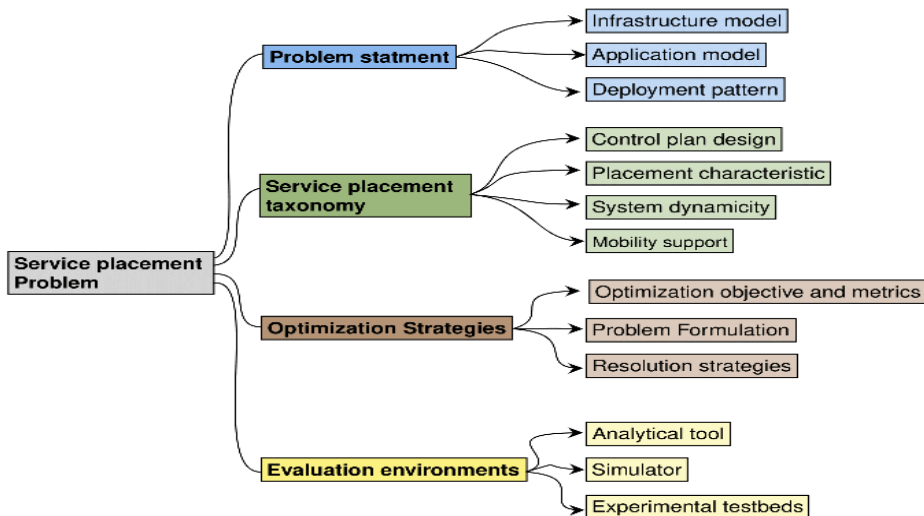 Infrastructure model
Problem statment
Application model
Deployment pattern
Control plan design
Placement characteristic
Service placement
taxonomy
System dynamicity
Mobility support
Service placement
Problem
Optimization objective and metrics
Optimization Strategies
Problem Formulation
Resolution strategies
Analytical tool
Evaluation environments
Simulator
Experimental testbeds